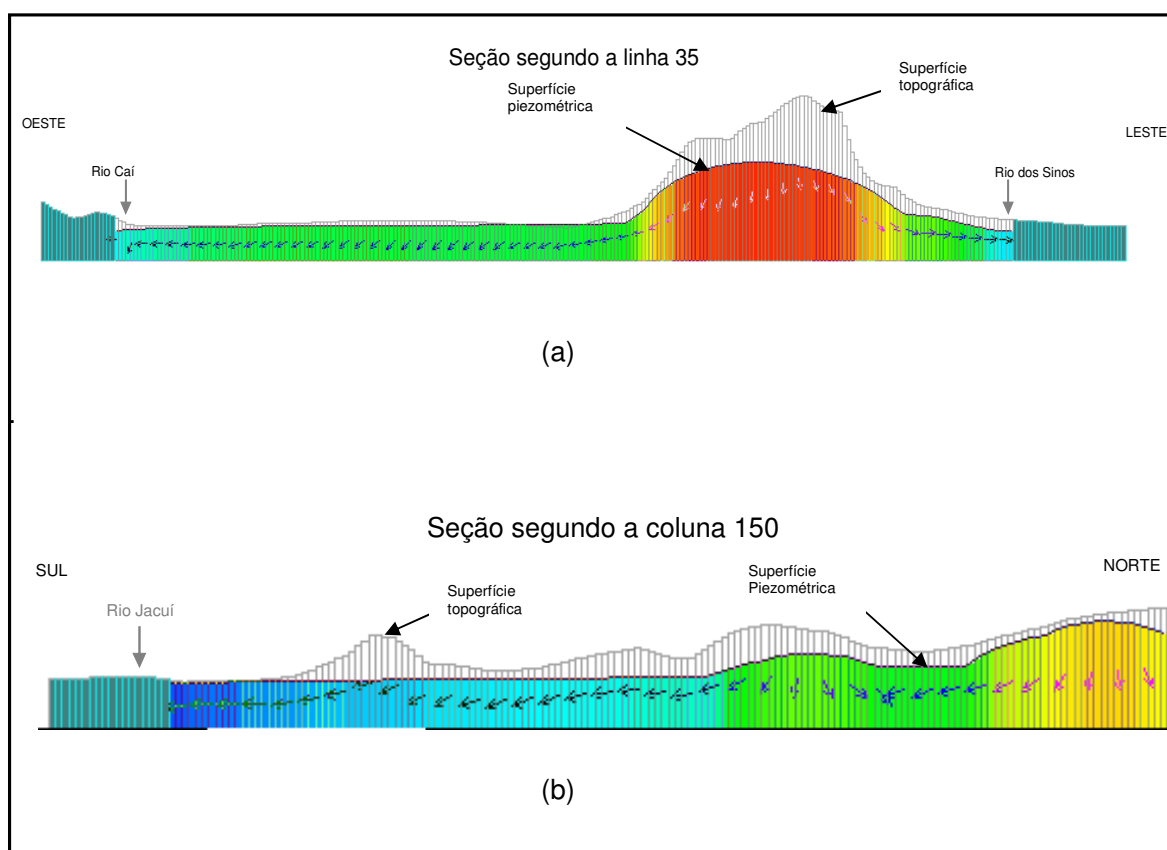 Seção segundo a linha 35
Superfície
topográfica
Superfície
piezométrica
OESTE
LESTE
Rio Caí
Rio dos Sinos
(a)
Seção segundo a coluna 150
SUL
NORTE
Superfície
topográfica
Superfície
Piezométrica
Rio Jacuí
(b)